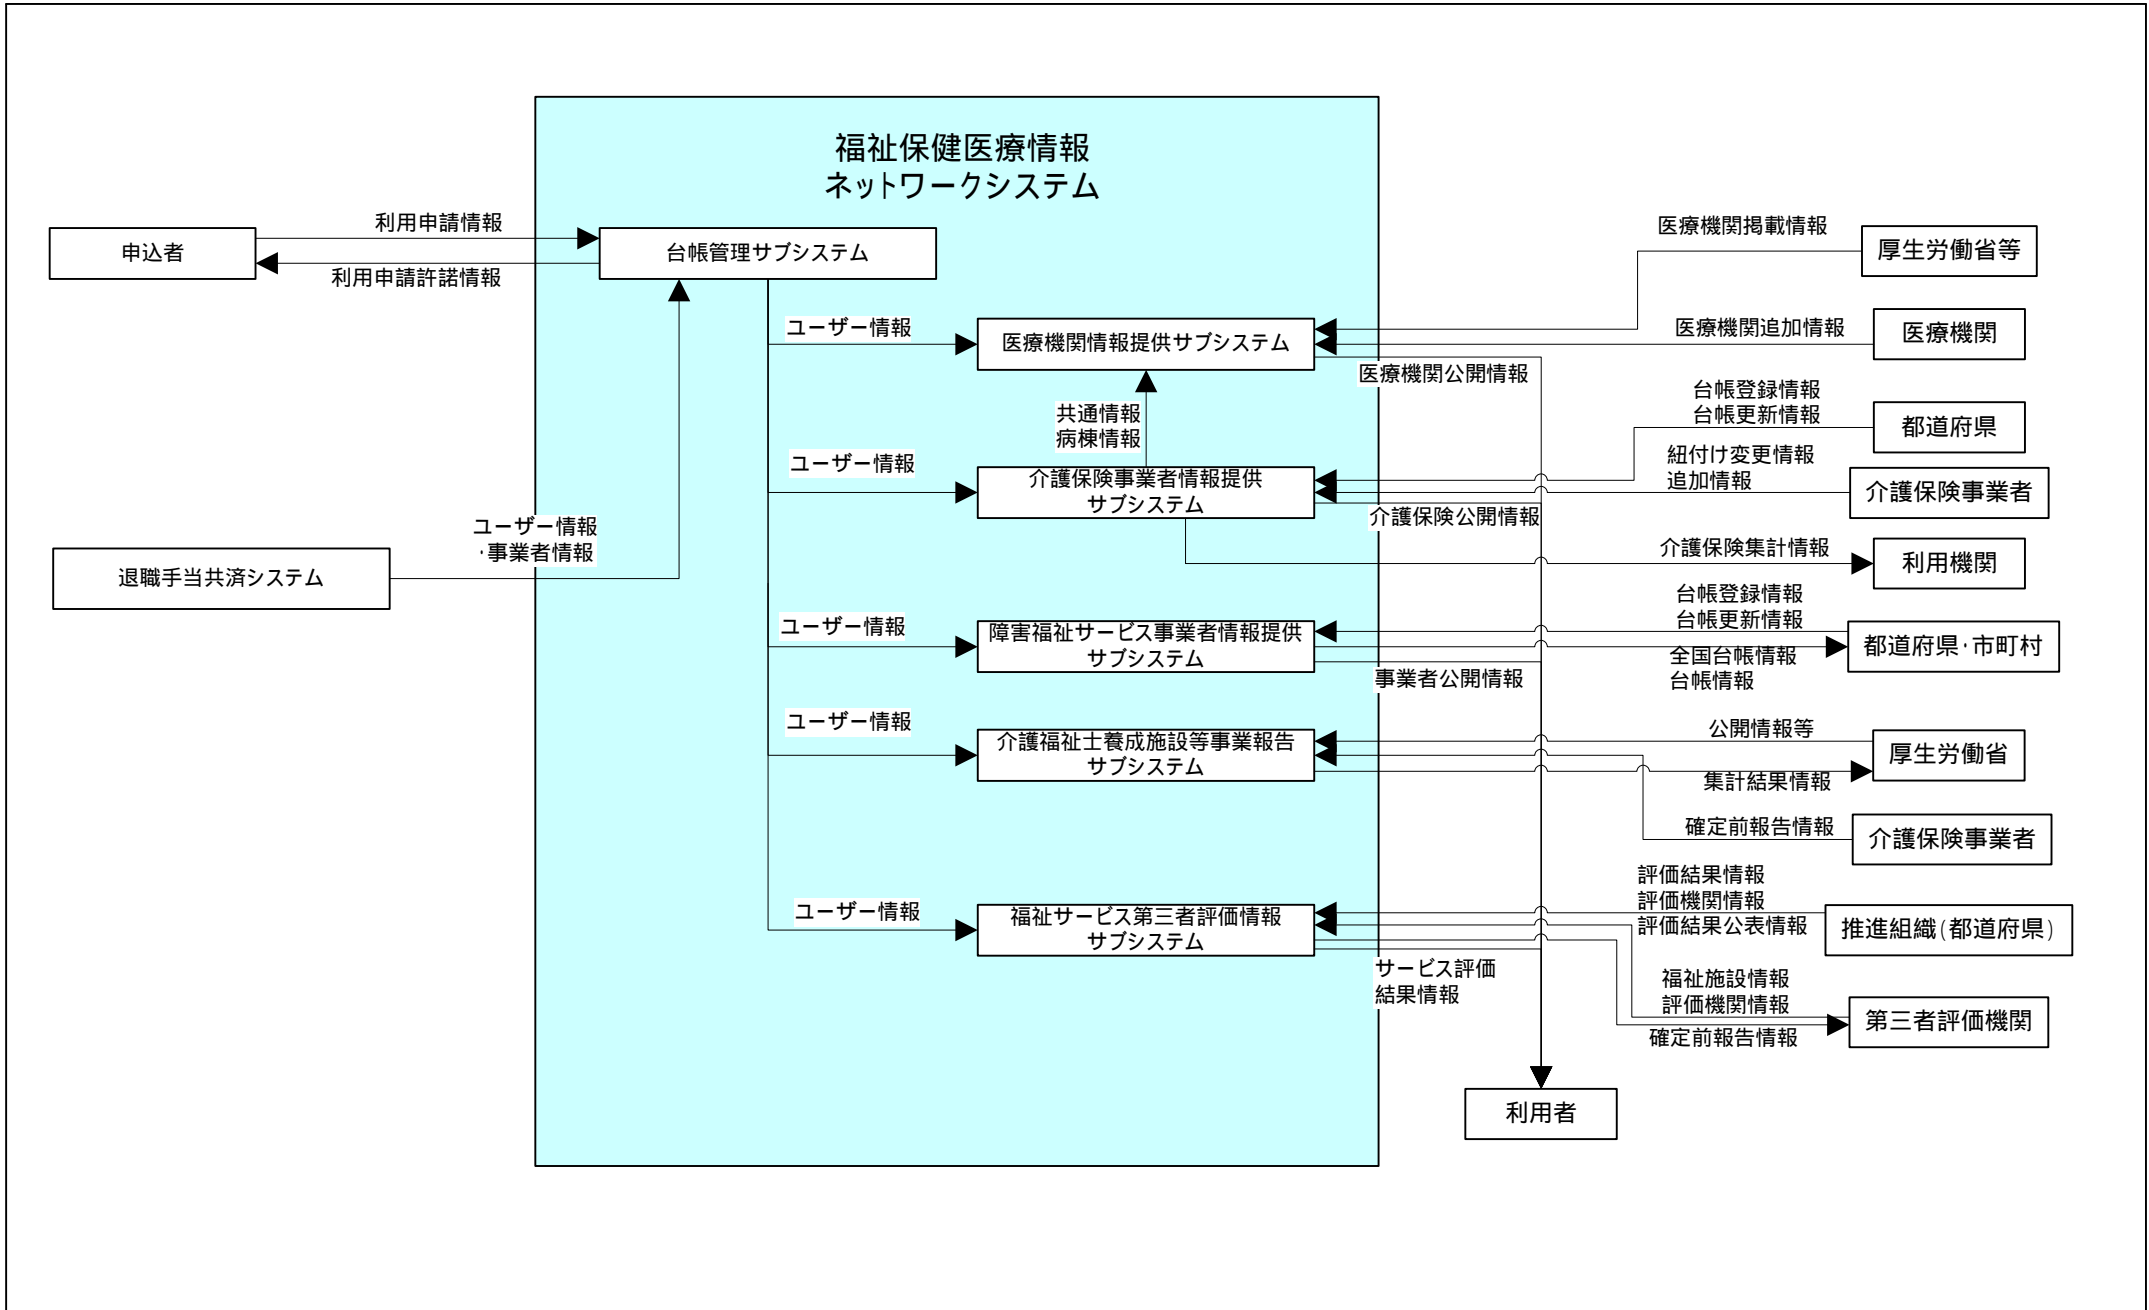 福祉保健医療情報
ネットワークシステム
申込者
利用申請情報
利用申請許諾情報
台帳管理サブシステム
退職手当共済システム
ユーザー情報
・事業者情報
ユーザー情報
医療機関情報提供サブシステム
医療機関掲載情報
厚生労働省等
医療機関追加情報
医療機関
医療機関公開情報
共通情報
病棟情報
台帳登録情報
台帳更新情報
都道府県
ユーザー情報
介護保険事業者情報提供
サブシステム
紐付け変更情報
追加情報
介護保険事業者
介護保険公開情報
介護保険集計情報
利用機関
ユーザー情報
障害福祉サービス事業者情報提供
サブシステム
台帳登録情報
台帳更新情報
都道府県・市町村
全国台帳情報
台帳情報
事業者公開情報
ユーザー情報
介護福祉士養成施設等事業報告
サブシステム
公開情報等
厚生労働省
集計結果情報
確定前報告情報
介護保険事業者
ユーザー情報
福祉サービス第三者評価情報
サブシステム
評価結果情報
評価機関情報
評価結果公表情報
推進組織(都道府県)
サービス評価
結果情報
福祉施設情報
評価機関情報
第三者評価機関
確定前報告情報
利用者